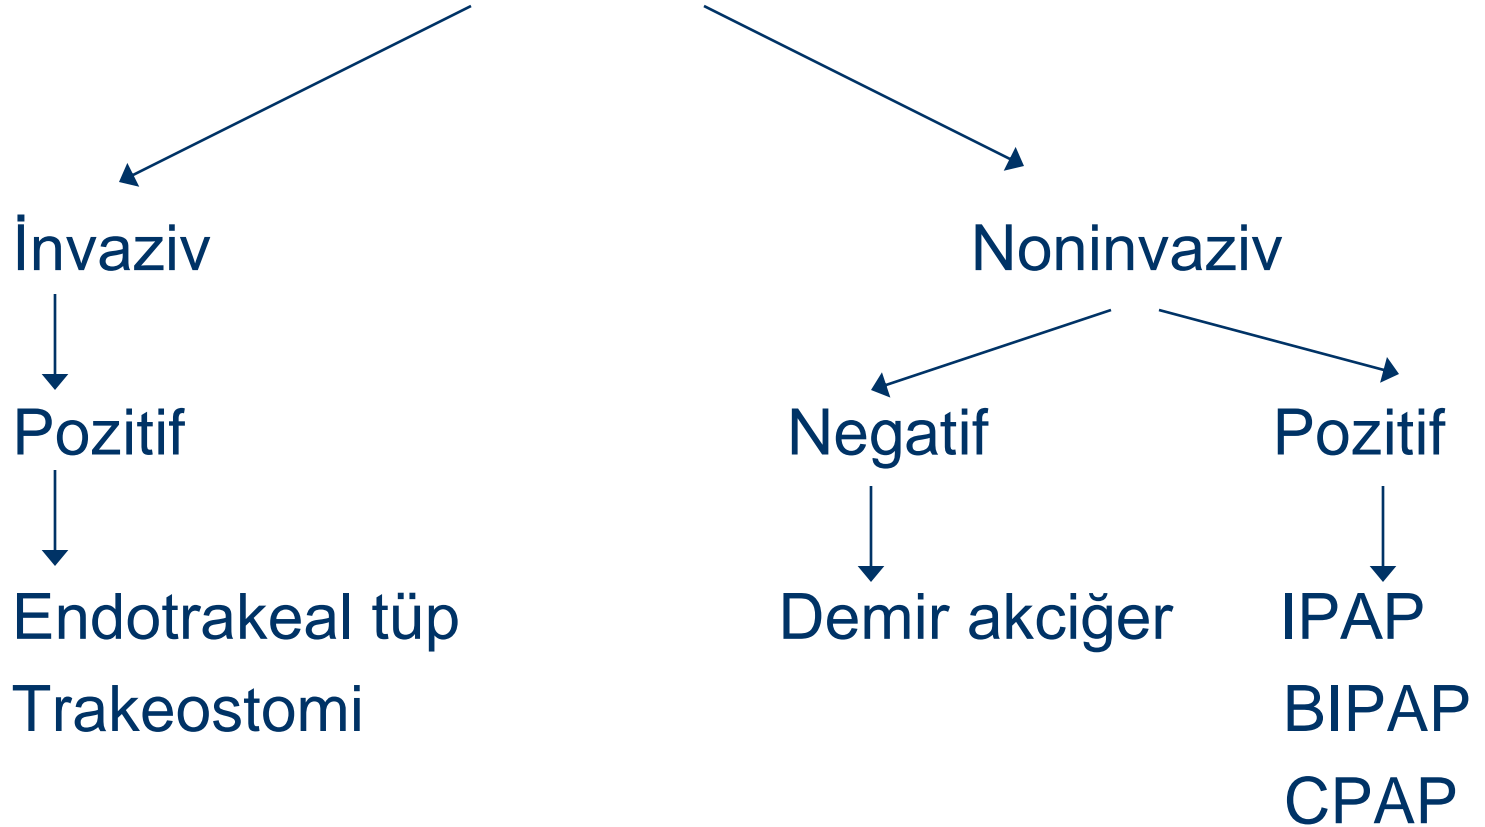 İnvaziv
Noninvaziv
Pozitif
Negatif
Pozitif
Endotrakeal tüp
Demir akciğer
IPAP
Trakeostomi
BIPAP
CPAP